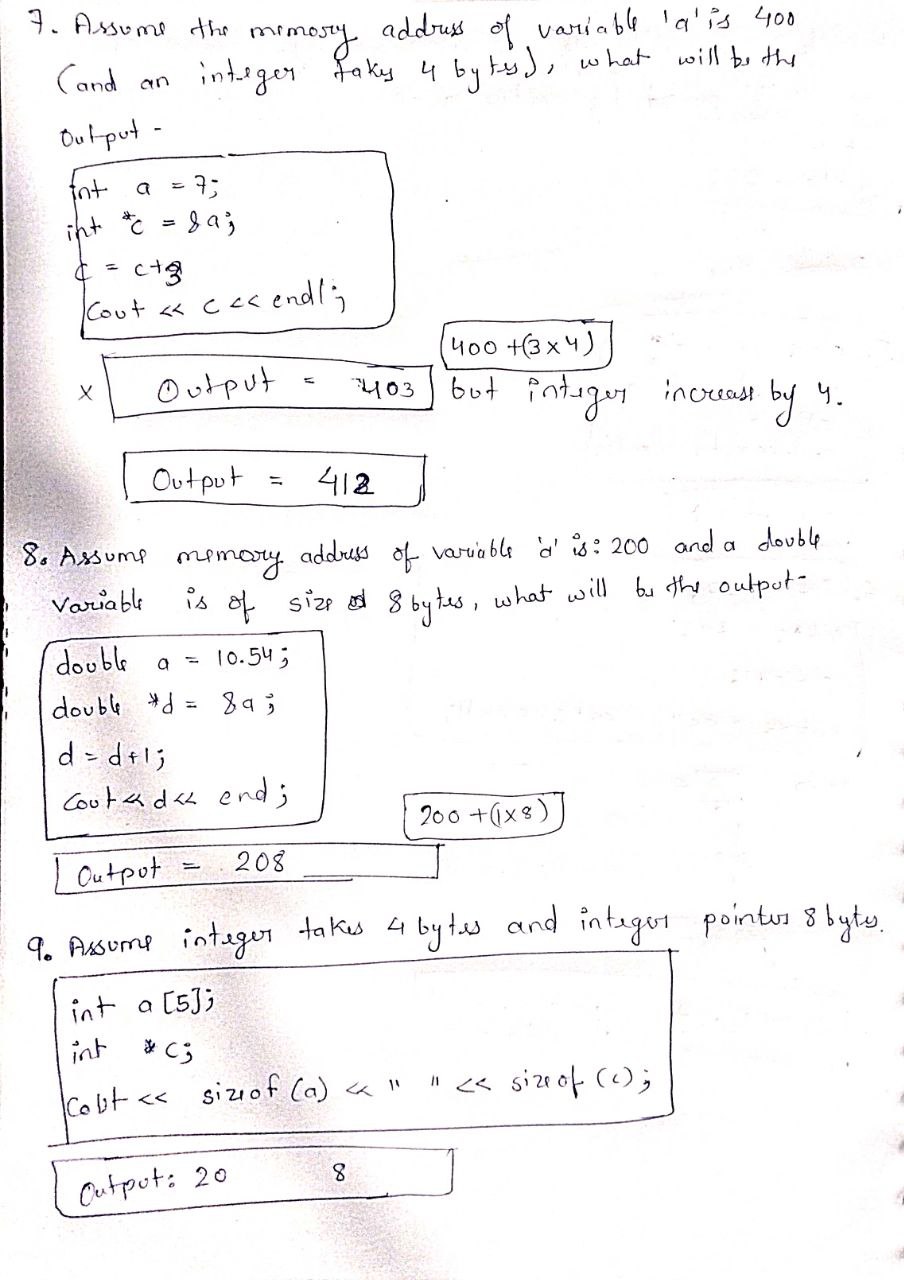 7. Assume the memory address of variable 'a' is 400
(and an integer takes 4 bytes), what will be the
Output -
int a = 7;
int *c = &a;
c = c+3
Cout << c << endl;
400 + (3 x 4)
x Output = 403 but integer increase by 4.
Output = 412
8. Assume memory address of variable 'a' is: 200 and a double
Variable is of size 8 bytes, what will be the output-
double a = 10.54;
double *d = &a;
d = d+1;
Cout << d << end;
200 + (1x8)
Output = 208
9. Assume integer takes 4 bytes and integer pointer 8 bytes.
int a [5];
int *c;
Cout << sizeof (a) << " " << sizeof (c);
Output: 20 8